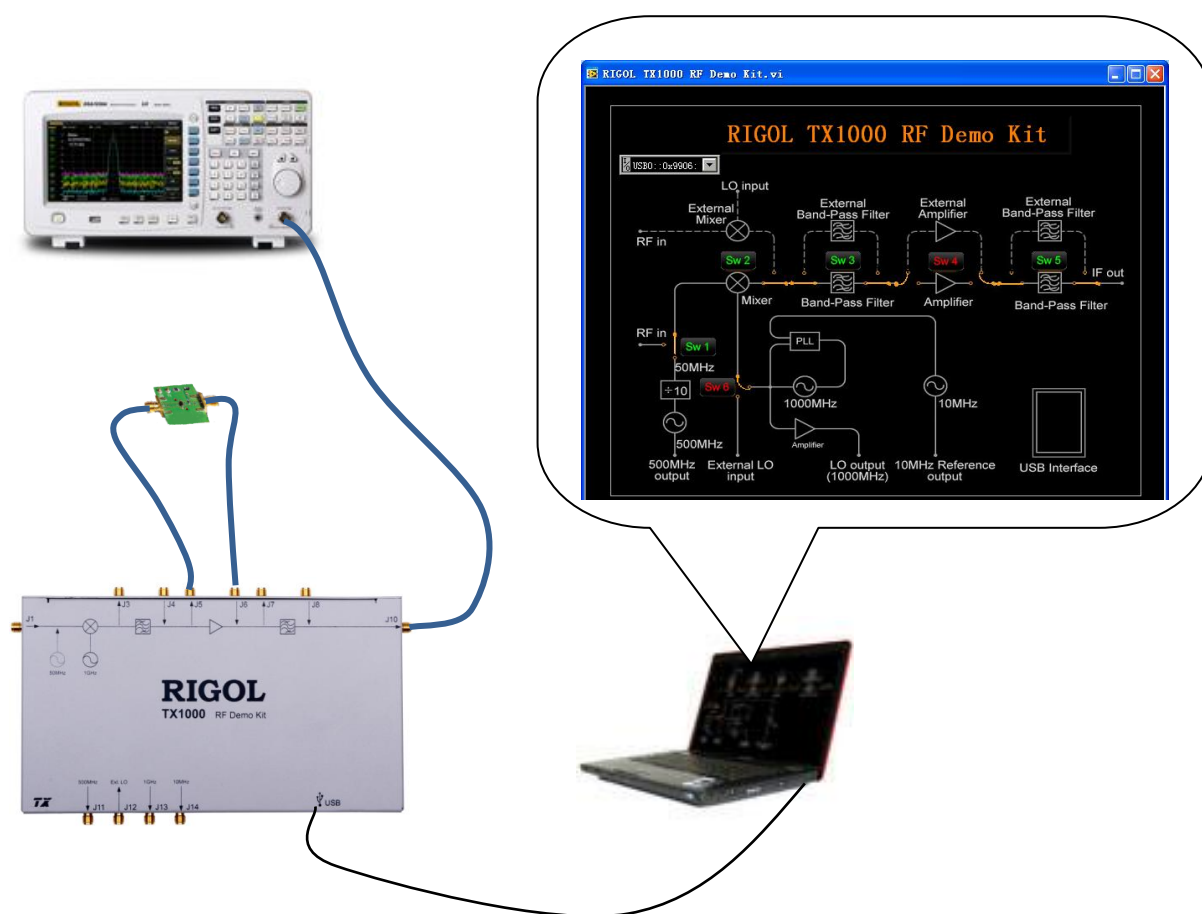 RIGOL TX1000 RF Demo Kit.vi
RIGOL TX1000 RF Demo Kit
USB0::0x9906:
LO input
External
Mixer
External
Band-Pass Filter
External
Amplifier
External
Band-Pass Filter
RF in
Sw 2
Sw 3
Sw 4
Sw 5
IF out
Mixer
Band-Pass Filter
Amplifier
Band-Pass Filter
RF in
Sw 1
PLL
50MHz
÷10
Sw 6
1000MHz
10MHz
500MHz
Amplifier
500MHz
output
External LO
input
LO output
(1000MHz)
10MHz Reference
output
USB Interface
RIGOL
J3
J4
J5
J6
J7
J8
J1
J10
50MHz
1GHz
RIGOL
TX1000 RF Demo Kit
500MHz
Ext LO
1GHz
10MHz
TX
J11
J12
J13
J14
USB